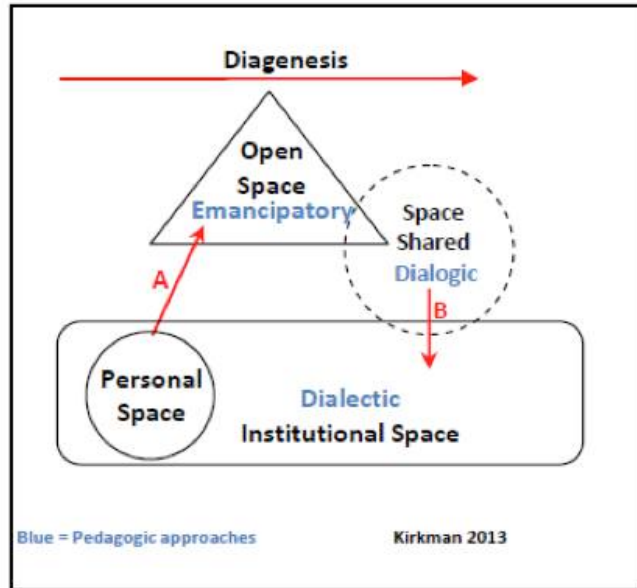 Diagenesis
Open
Space
Emancipatory
Space
Shared
Dialogic
A
B
Personal
Space
Dialectic
Institutional Space
Blue = Pedagogic approaches
Kirkman 2013